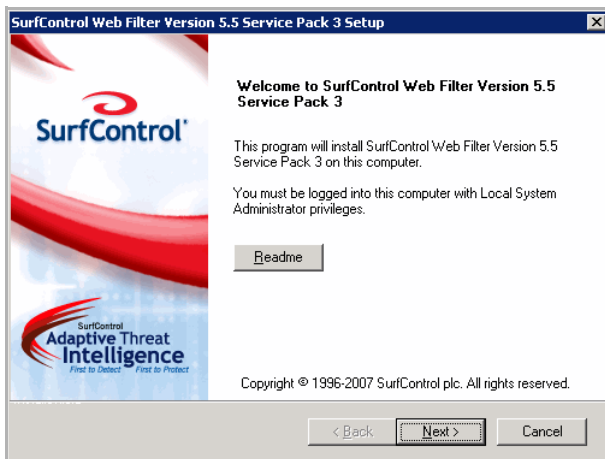 SurfControl Web Filter Version 5.5 Service Pack 3 Setup
SurfControl
Welcome to SurfControl Web Filter Version 5.5
Service Pack 3
This program will install SurfControl Web Filter Version 5.5
Service Pack 3 on this computer.
You must be logged into this computer with Local System
Administrator privileges.
Readme
SurfControl
Adaptive Threat
Intelligence
First to Detect First to Protect
Copyright © 1996-2007 SurfControl plc. All rights reserved.
< Back
Next >
Cancel